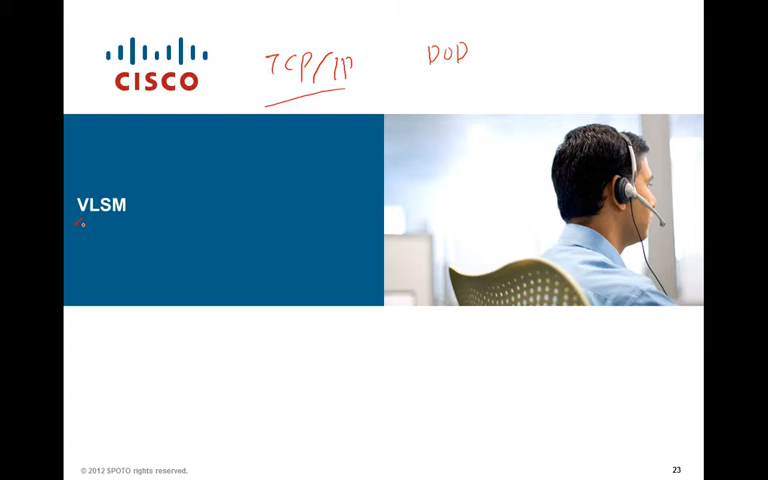 TCP/IP DOD
CISCO
VLSM
© 2012 SPOTO rights reserved.
23